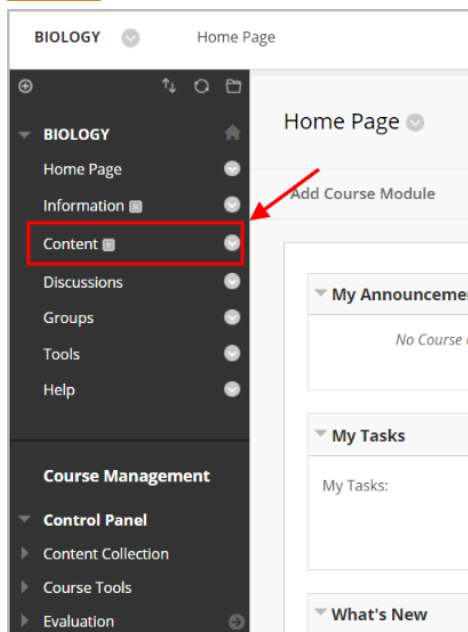 BIOLOGY Home Page
BIOLOGY
Home Page
Information
Content
Discussions
Groups
Tools
Help
Course Management
Control Panel
Content Collection
Course Tools
Evaluation
Home Page
Add Course Module
My Announcemen
No Course
My Tasks
My Tasks:
What's New